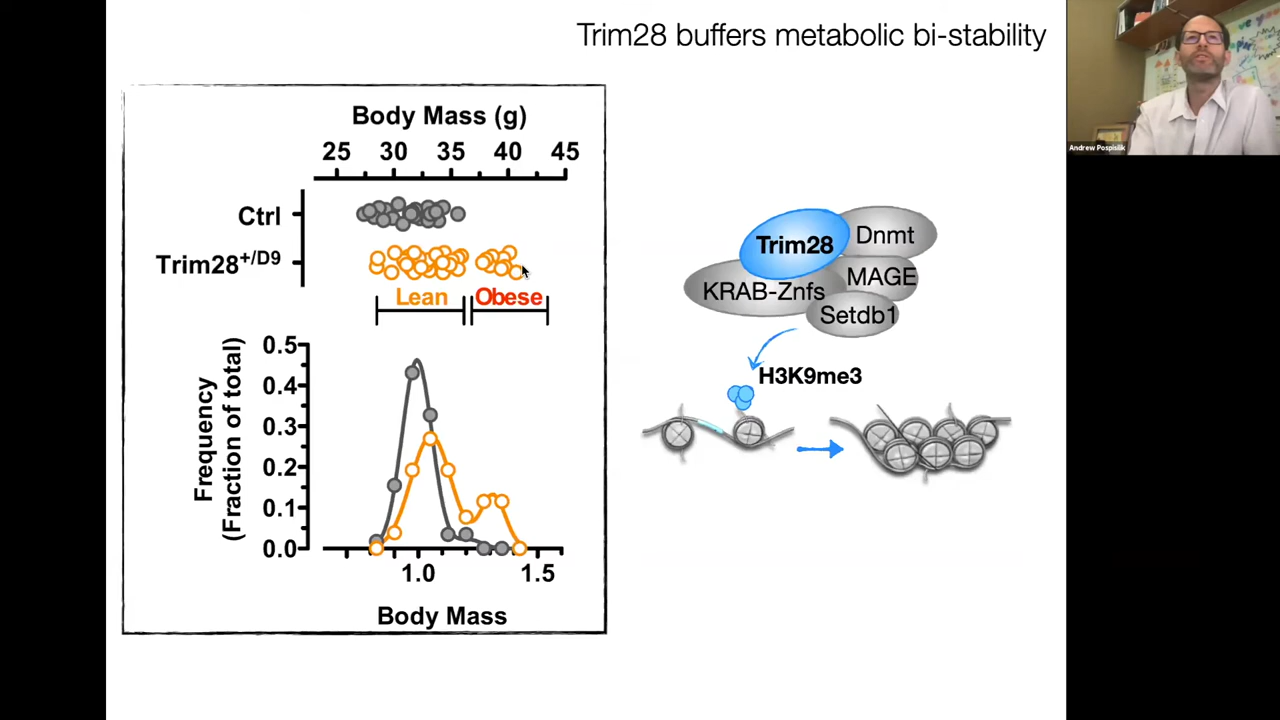 Trim28 buffers metabolic bi-stability
Andrew Pospisilik
Body Mass (g)
25 30 35 40 45
Ctrl
Trim28+/D9
Lean Obese
0.5
0.4
0.3
0.2
0.1
0.0
Frequency
(Fraction of total)
1.0 1.5
Body Mass
Trim28
Dnmt
KRAB-Znfs
MAGE
Setdb1
H3K9me3